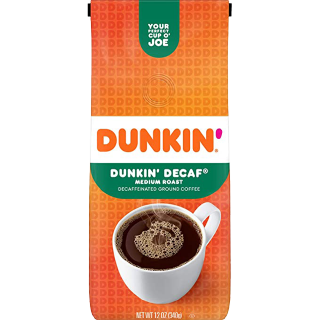 YOUR
PERFECT
CUP O'
JOE
DUNKIN'
DUNKIN' DECAF®
MEDIUM ROAST
DECAFFEINATED GROUND COFFEE
NET WT 12 OZ (340g)